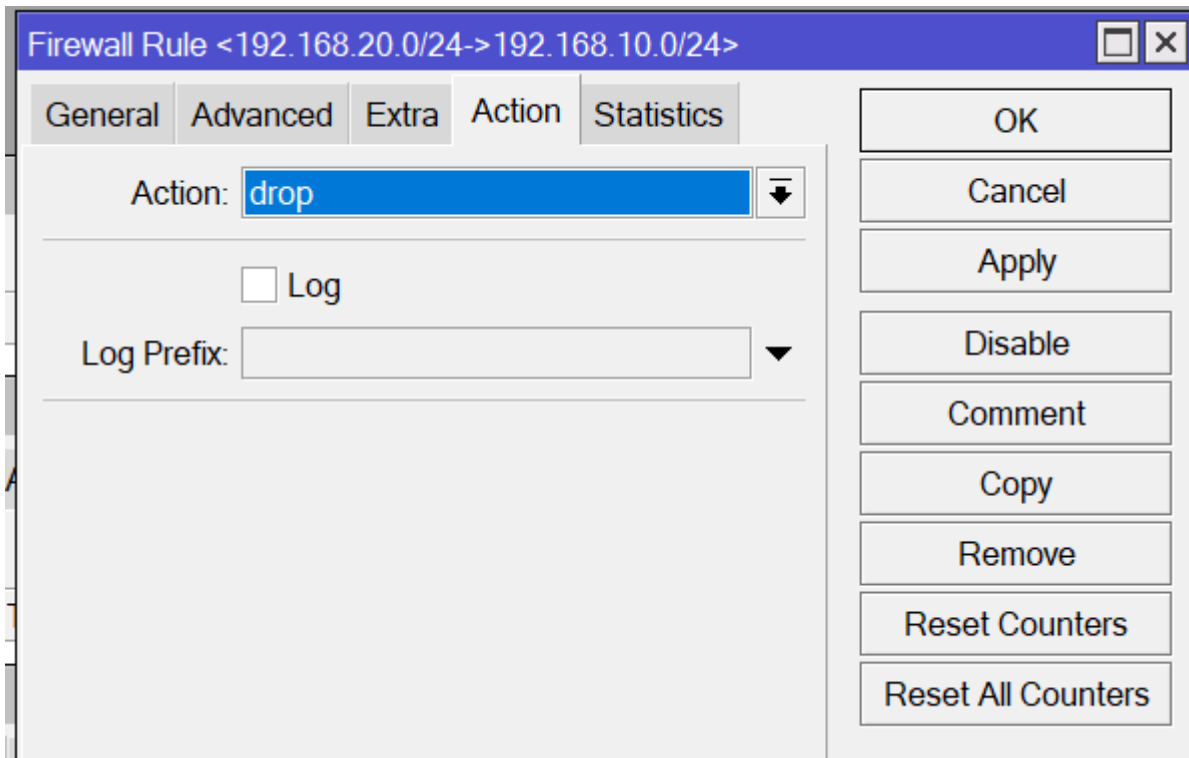 Firewall Rule <192.168.20.0/24->192.168.10.0/24>
General Advanced Extra Action Statistics
Action: drop
Log
Log Prefix:
OK
Cancel
Apply
Disable
Comment
Copy
Remove
Reset Counters
Reset All Counters